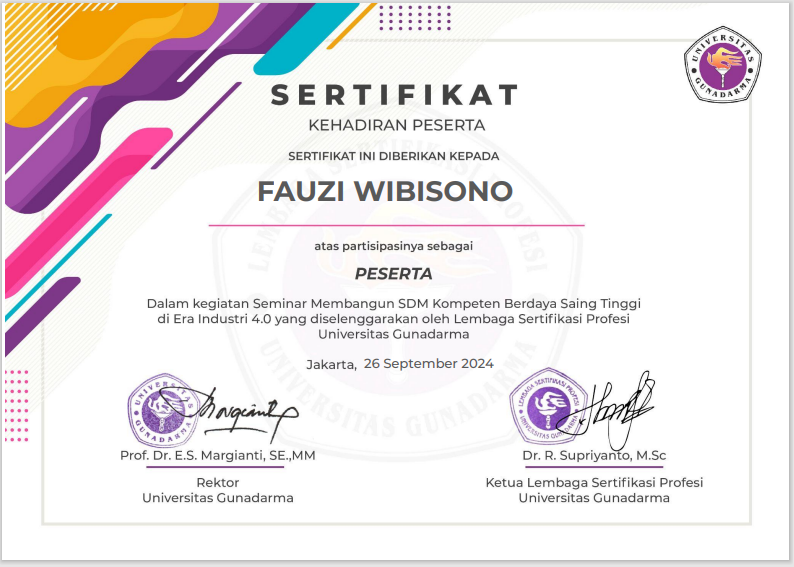 UNIVERSITAS GUNADARMA
SERTIFIKAT
KEHADIRAN PESERTA
SERTIFIKAT INI DIBERIKAN KEPADA
FAUZI WIBISONO
atas partisipasinya sebagai
PESERTA
Dalam kegiatan Seminar Membangun SDM Kompeten Berdaya Saing Tinggi
di Era Industri 4.0 yang diselenggarakan oleh Lembaga Sertifikasi Profesi
Universitas Gunadarma
Jakarta, 26 September 2024
LEMBAGA SERTIFIKASI PROFESI
UNIVERSITAS GUNADARMA
UNIVERSITAS GUNADARMA
Margianti
LEMBAGA SERTIFIKASI PROFESI
UNIVERSITAS GUNADARMA
Prof. Dr. E.S. Margianti, SE.,MM
Dr. R. Supriyanto, M.Sc
Rektor
Ketua Lembaga Sertifikasi Profesi
Universitas Gunadarma
Universitas Gunadarma